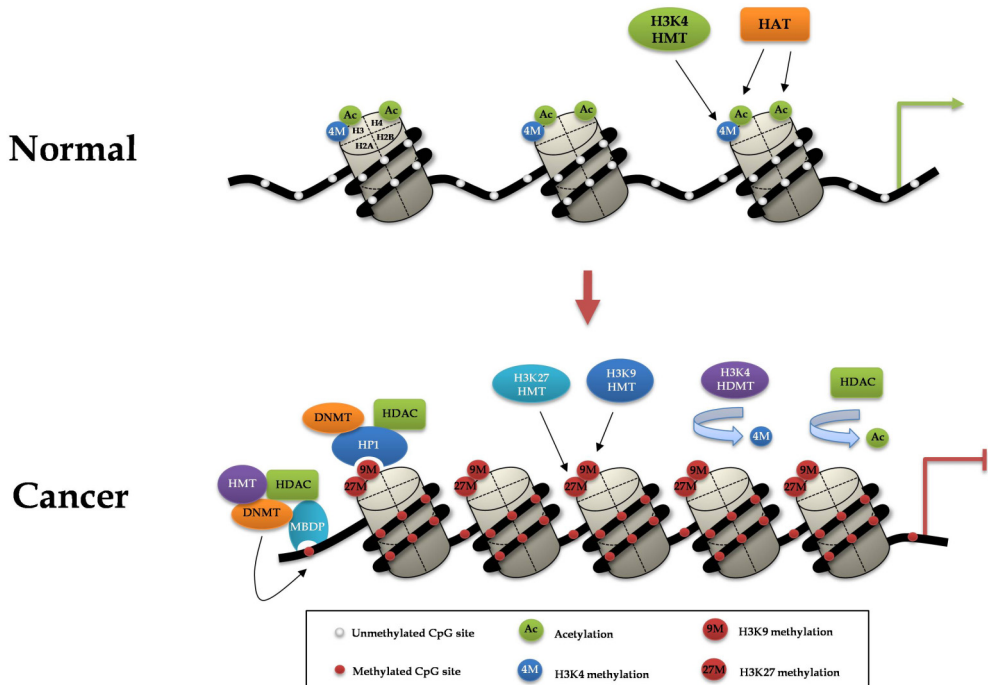 H3K4
HMT
HAT
Normal
Ac
Ac
4M
H3
H4
H2A
H2B
Ac
Ac
4M
Ac
Ac
4M
Cancer
H3K27
HMT
H3K9
HMT
H3K4
HDMT
4M
HDAC
Ac
DNMT
HDAC
HP1
HMT
HDAC
DNMT
MBDP
9M
27M
9M
27M
9M
27M
9M
27M
9M
27M
Unmethylated CpG site
Ac Acetylation
9M H3K9 methylation
Methylated CpG site
4M H3K4 methylation
27M H3K27 methylation